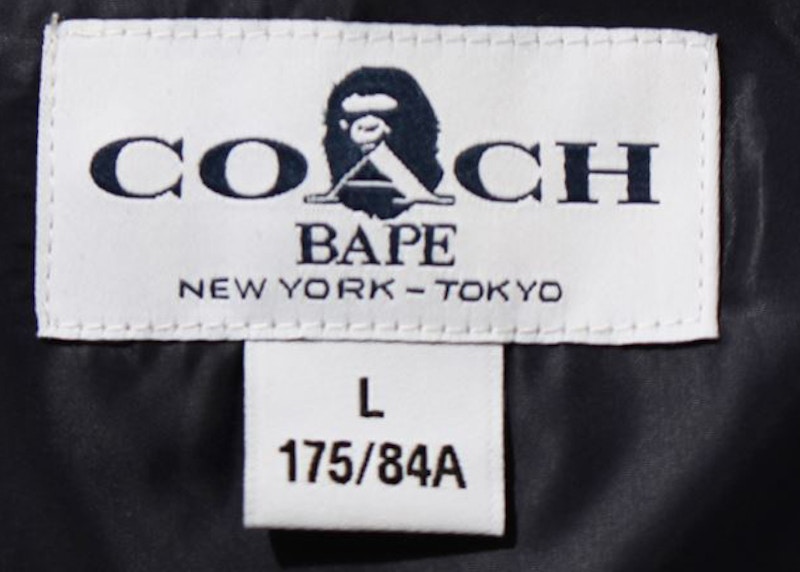 COACH
BAPE
NEW YORK – TOKYO
L
175/84A